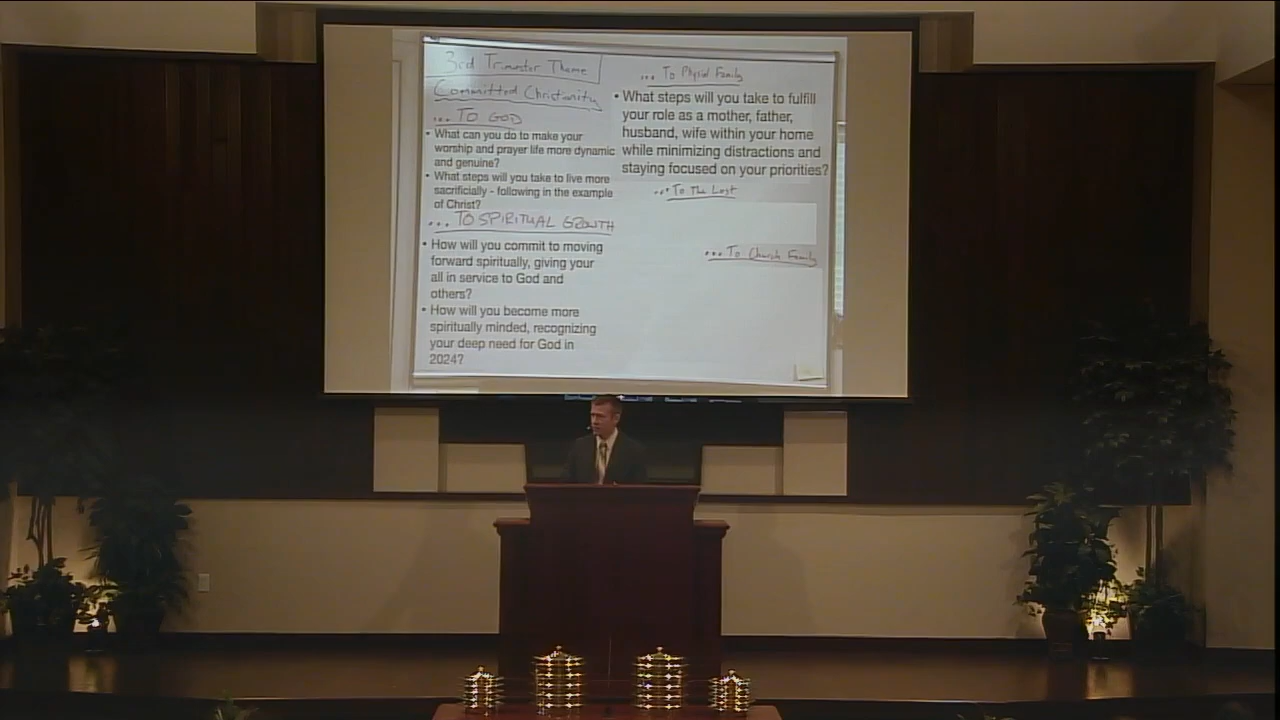 3rd Trimester Theme
Committed Christianity
... TO GOD
• What can you do to make your
worship and prayer life more dynamic
and genuine?
• What steps will you take to live more
sacrificially - following in the example
of Christ?
... TO SPIRITUAL GROWTH
• How will you commit to moving
forward spiritually, giving your
all in service to God and
others?
• How will you become more
spiritually minded, recognizing
your deep need for God in
2024?
... To Physical Family
• What steps will you take to fulfill
your role as a mother, father,
husband, wife within your home
while minimizing distractions and
staying focused on your priorities?
... To The Lost
... To Church Family